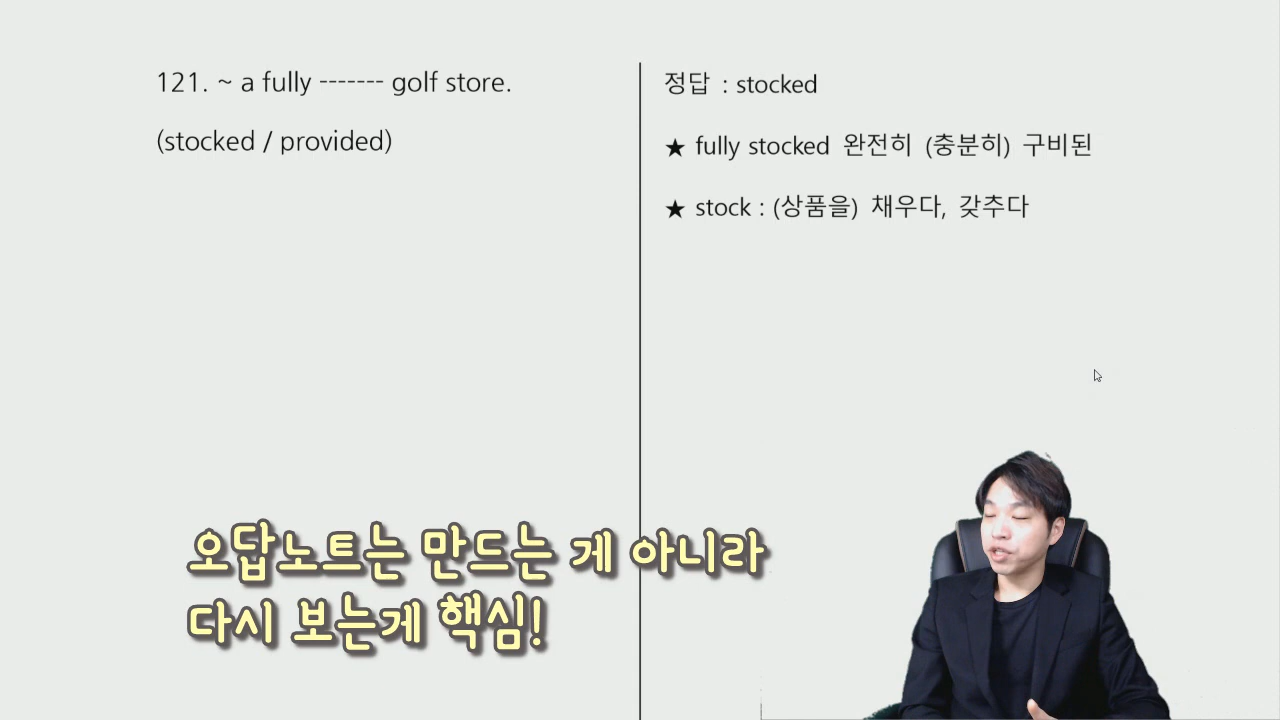 121. ~ a fully ------- golf store.
(stocked / provided)
정답 : stocked
★ fully stocked 완전히 (충분히) 구비된
★ stock : (상품을) 채우다, 갖추다
오답노트는 만드는 게 아니라
다시 보는게 핵심!